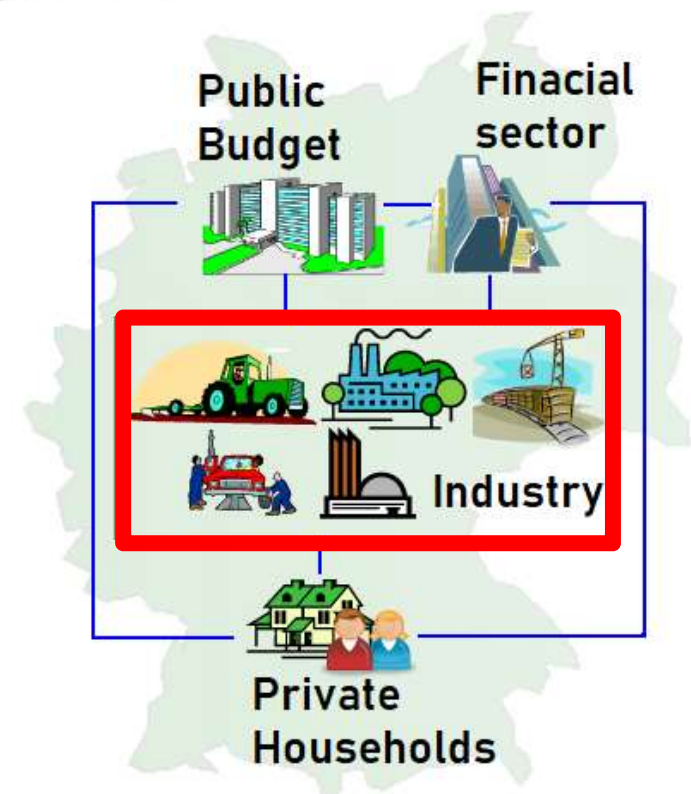 Public
Budget
Finacial
sector
Industry
Private
Households